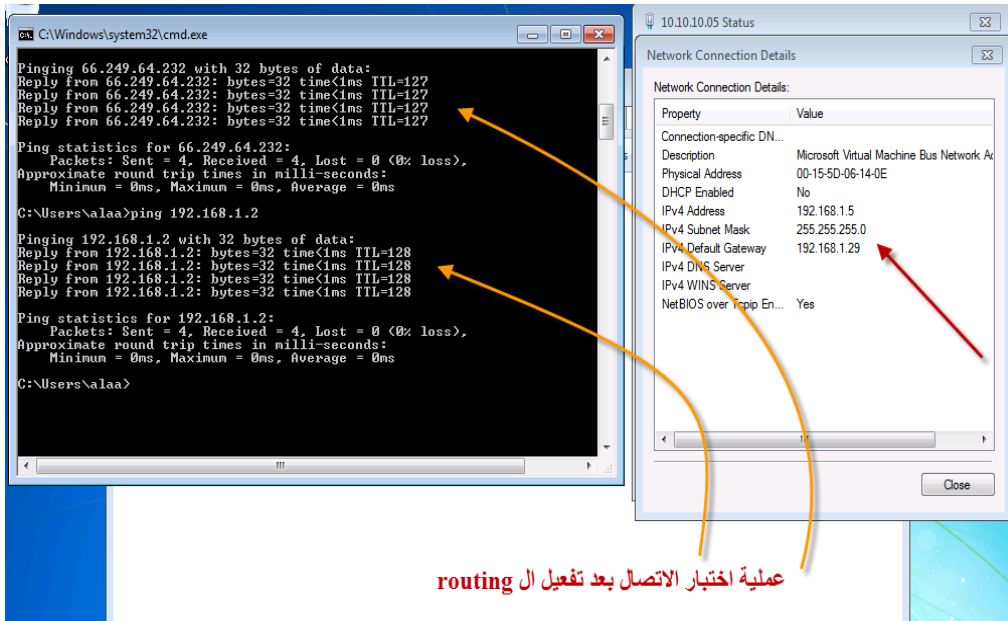 C:\Windows\system32\cmd.exe
Pinging 66.249.64.232 with 32 bytes of data:
Reply from 66.249.64.232: bytes=32 time<1ms TTL=127
Reply from 66.249.64.232: bytes=32 time<1ms TTL=127
Reply from 66.249.64.232: bytes=32 time<1ms TTL=127
Reply from 66.249.64.232: bytes=32 time<1ms TTL=127
Ping statistics for 66.249.64.232:
Packets: Sent = 4, Received = 4, Lost = 0 (0% loss),
Approximate round trip times in milli-seconds:
Minimum = 0ms, Maximum = 0ms, Average = 0ms
C:\Users\alaa>ping 192.168.1.2
Pinging 192.168.1.2 with 32 bytes of data:
Reply from 192.168.1.2: bytes=32 time<1ms TTL=128
Reply from 192.168.1.2: bytes=32 time<1ms TTL=128
Reply from 192.168.1.2: bytes=32 time<1ms TTL=128
Reply from 192.168.1.2: bytes=32 time<1ms TTL=128
Ping statistics for 192.168.1.2:
Packets: Sent = 4, Received = 4, Lost = 0 (0% loss),
Approximate round trip times in milli-seconds:
Minimum = 0ms, Maximum = 0ms, Average = 0ms
C:\Users\alaa>
10.10.10.05 Status
Network Connection Details
Network Connection Details:
Property Value
Connection-specific DN...
Description Microsoft Virtual Machine Bus Network Ac
Physical Address 00-15-5D-06-14-0E
DHCP Enabled No
IPv4 Address 192.168.1.5
IPv4 Subnet Mask 255.255.255.0
IPv4 Default Gateway 192.168.1.29
IPv4 DNS Server
IPv4 WINS Server
NetBIOS over Tcpip En... Yes
Close
عملية اختبار الاتصال بعد تفعيل ال routing